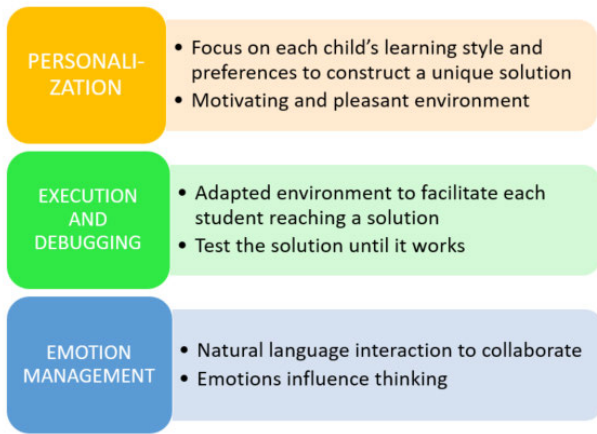 PERSONALI-
ZATION
• Focus on each child’s learning style and
preferences to construct a unique solution
• Motivating and pleasant environment
EXECUTION
AND
DEBUGGING
• Adapted environment to facilitate each
student reaching a solution
• Test the solution until it works
EMOTION
MANAGEMENT
• Natural language interaction to collaborate
• Emotions influence thinking